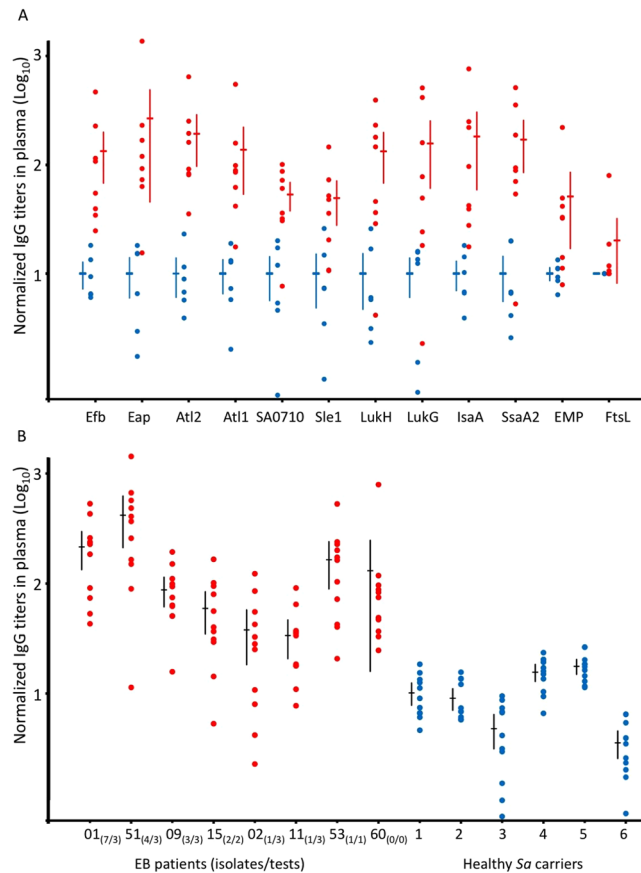 A
Normalized IgG titers in plasma (Log10)
3
2
1
Efb Eap Atl2 Atl1 SA0710 Sle1 LukH LukG IsaA SsaA2 EMP FtsL
B
Normalized IgG titers in plasma (Log10)
3
2
1
01(7/3) 51(4/3) 09(3/3) 15(2/2) 02(1/3) 11(1/3) 53(1/1) 60(0/0) 1 2 3 4 5 6
EB patients (isolates/tests) Healthy Sa carriers